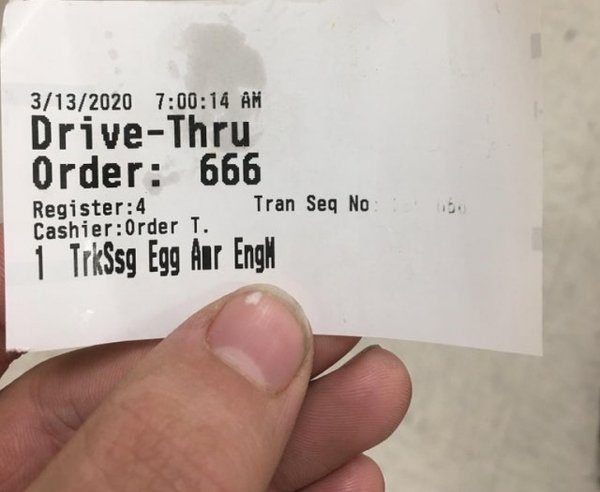 3/13/2020 7:00:14 AM
Drive-Thru
Order: 666
Register:4 Tran Seq No:
Cashier:Order T.
1 TrkSsg Egg Amr EngM